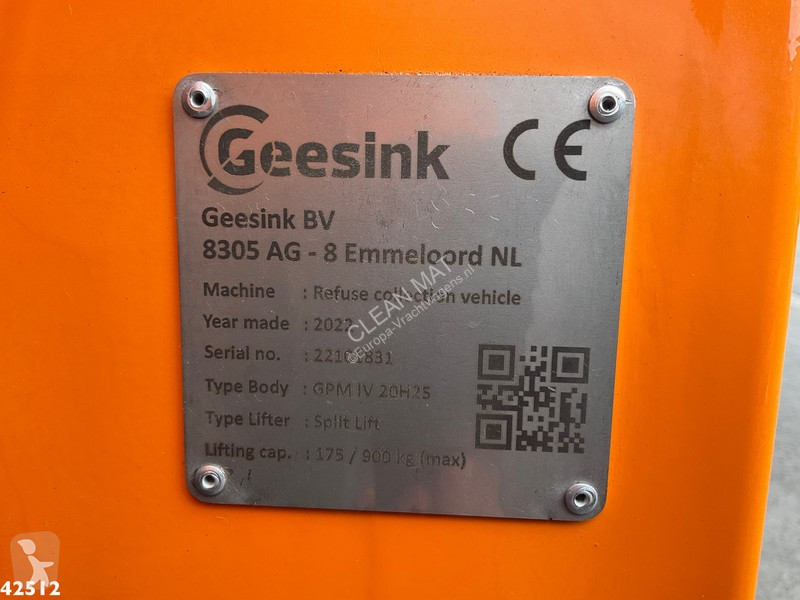 Geesink CE
Geesink BV
8305 AG - 8 Emmeloord NL
Machine : Refuse collection vehicle
Year made : 2022
Serial no. : 22101831
Type Body : GPM IV 20H25
Type Lifter : Split Lift
Lifting cap. : 175 / 900 kg (max)
CLEAN MAT
©Europa-Vrachtwagens.nl
42512